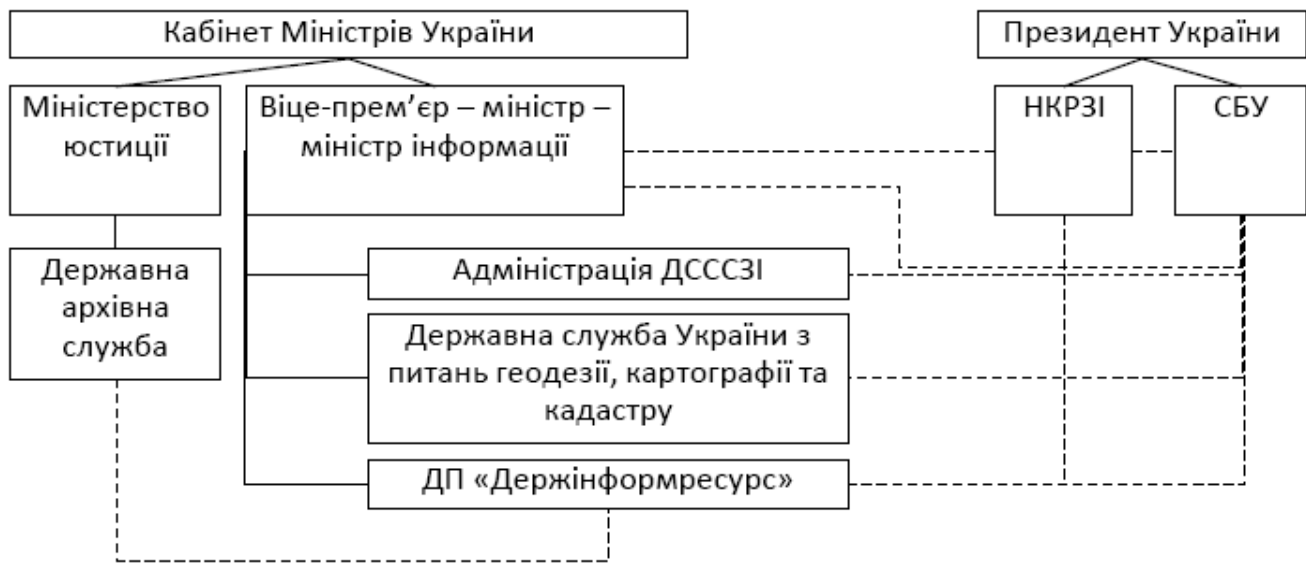 Кабінет Міністрів України
Президент України
Міністерство
юстиції
Віце-прем’єр – міністр –
міністр інформації
НКРЗІ
СБУ
Державна
архівна
служба
Адміністрація ДСССЗІ
Державна служба України з
питань геодезії, картографії та
кадастру
ДП «Держінформресурс»